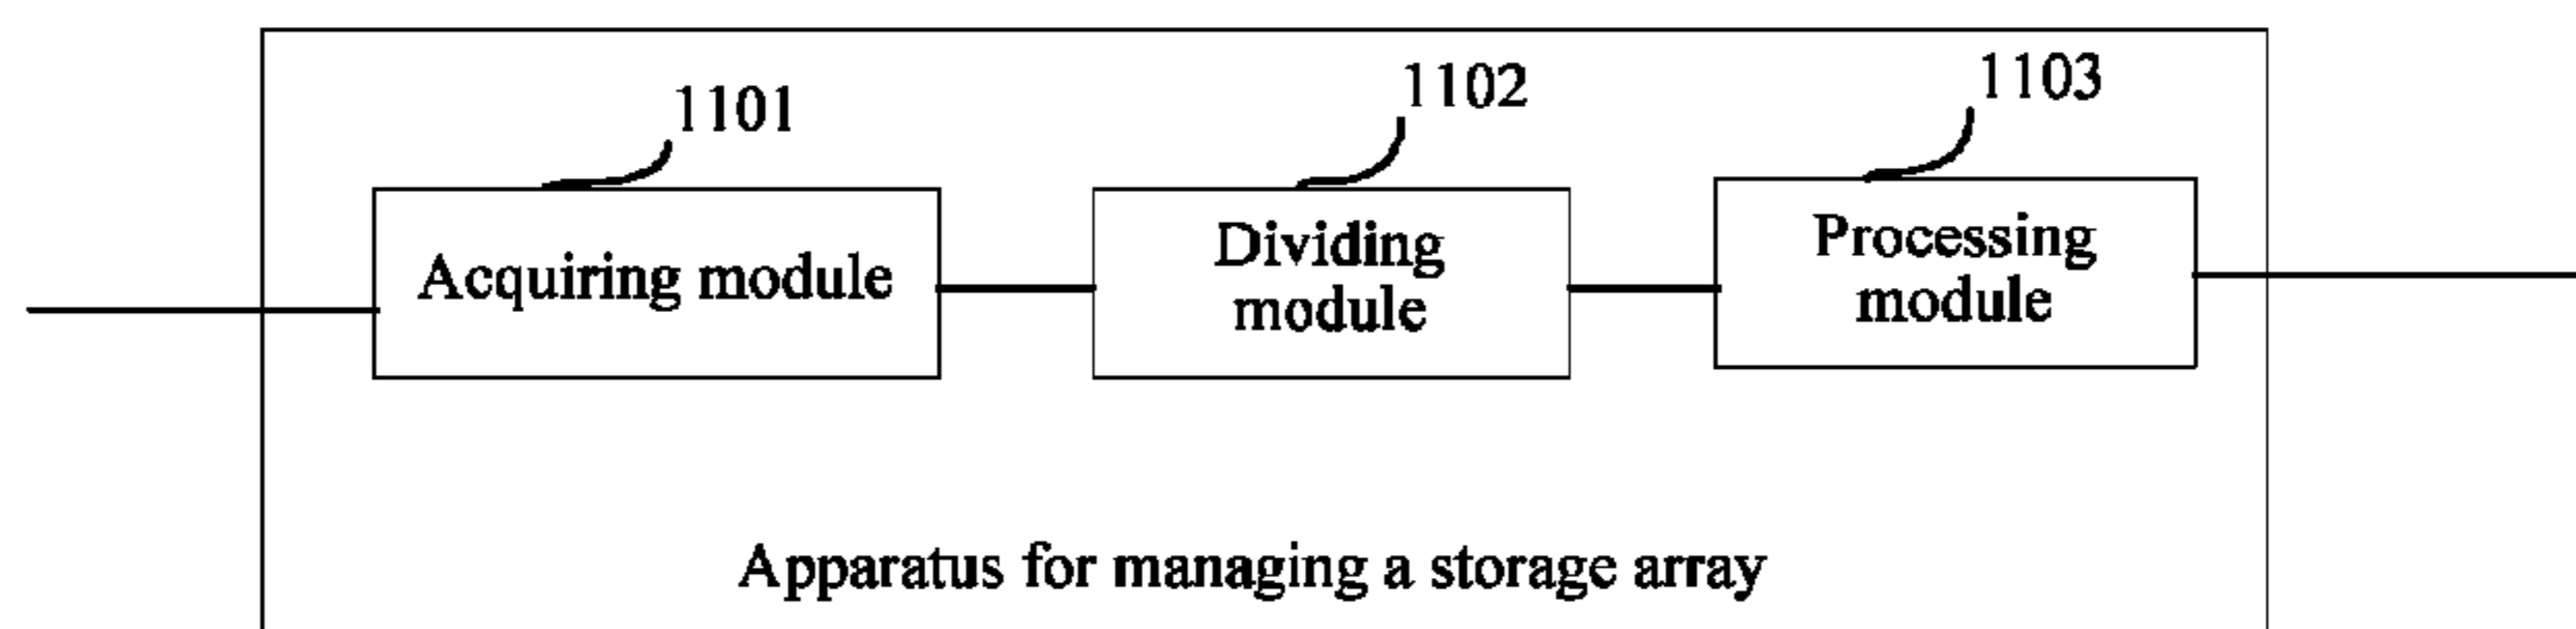 1101
1102
1103
Acquiring module
Dividing
module
Processing
module
Apparatus for managing a storage array